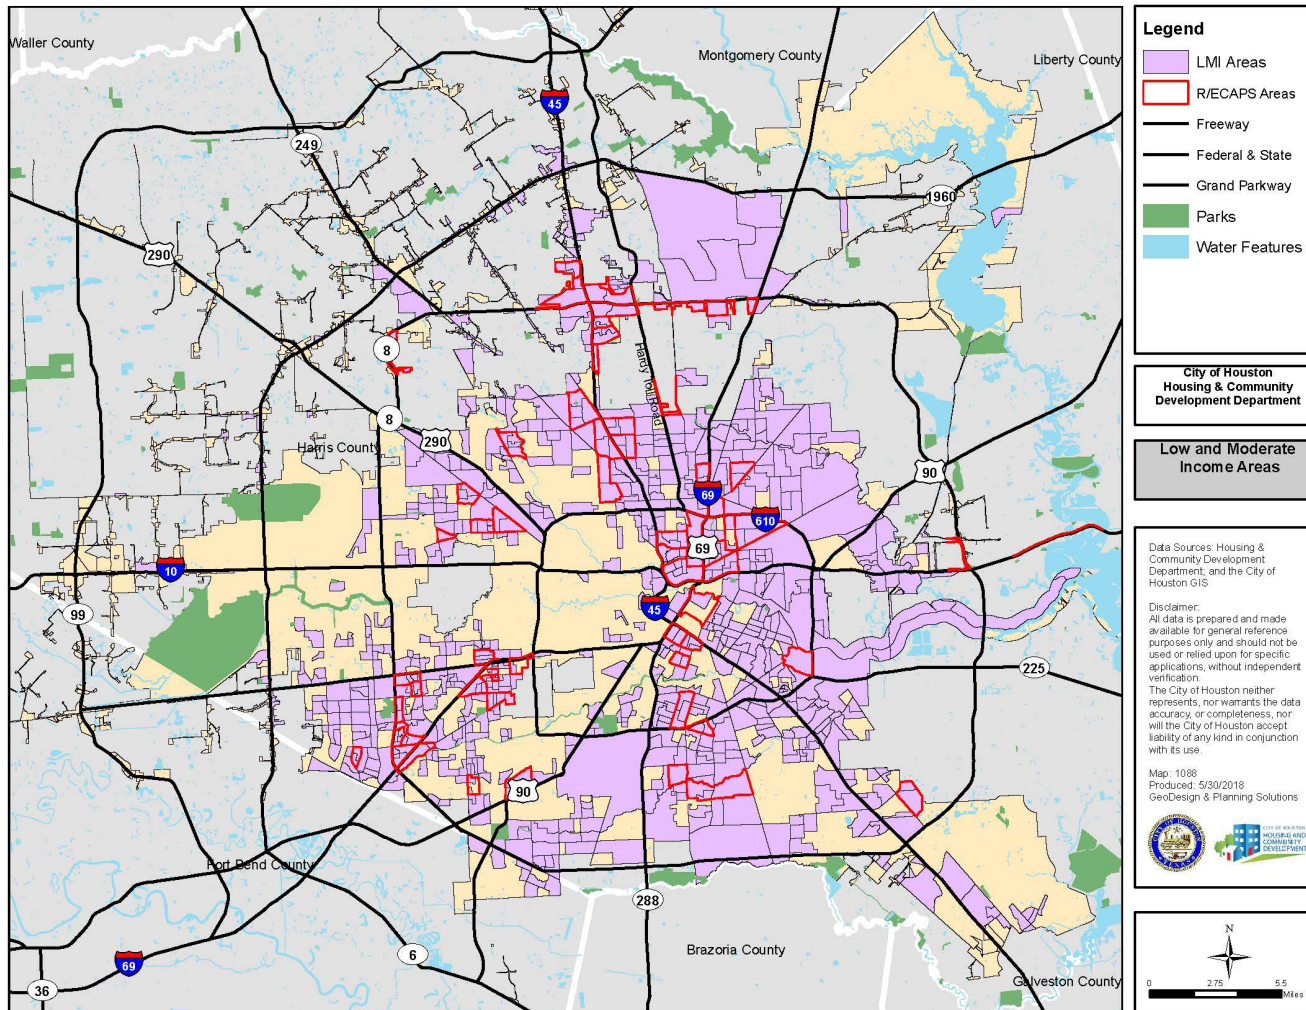 Waller County
Montgomery County
Liberty County
45
249
1960
290
8
Hardy Toll Road
8
290
Harris County
90
69
610
69
10
99
45
225
90
Fort Bend County
288
6
69
36
Brazoria County
Galveston County
Legend
LMI Areas
R/ECAPS Areas
Freeway
Federal & State
Grand Parkway
Parks
Water Features
City of Houston
Housing & Community
Development Department
Low and Moderate
Income Areas
Data Sources: Housing &
Community Development
Department; and the City of
Houston GIS
Disclaimer:
All data is prepared and made
available for general reference
purposes only and should not be
used or relied upon for specific
applications, without independent
verification.
The City of Houston neither
represents, nor warrants the data
accuracy, or completeness, nor
will the City of Houston accept
liability of any kind in conjunction
with its use.
Map: 1088
Produced: 5/30/2018
GeoDesign & Planning Solutions
CITY OF HOUSTON
HOUSING AND
COMMUNITY
DEVELOPMENT
N
0 2.75 5.5
Miles